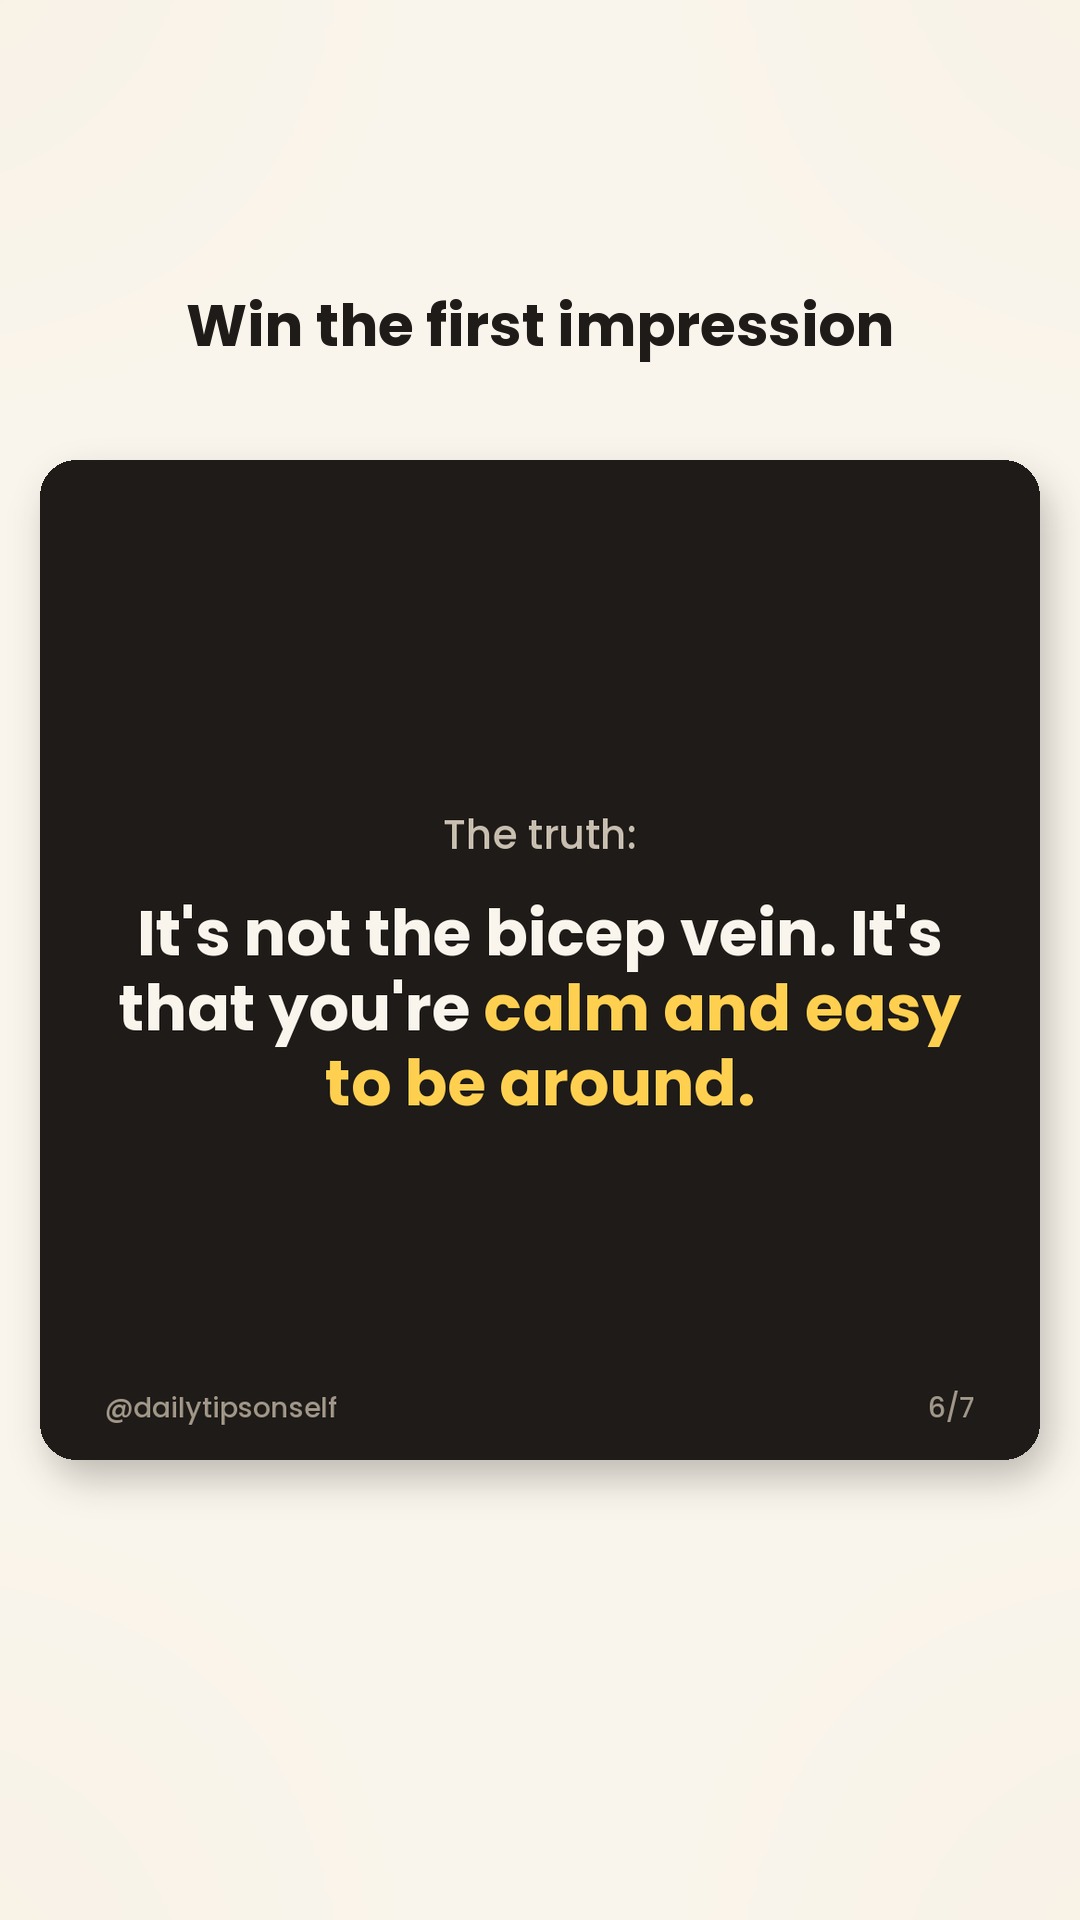 Win the first impression
The truth:
It's not the bicep vein. It's
that you're calm and easy
to be around.
@dailytipsonself
6/7